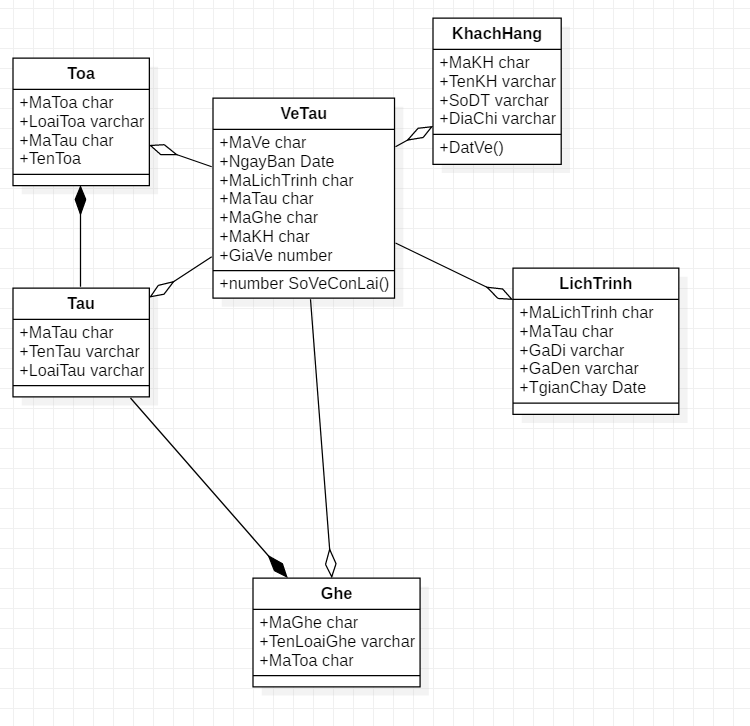 KhachHang
+MaKH char
+TenKH varchar
+SoDT varchar
+DiaChi varchar
+DatVe()
Toa
+MaToa char
+LoaiToa varchar
+MaTau char
+TenToa
VeTau
+MaVe char
+NgayBan Date
+MaLichTrinh char
+MaTau char
+MaGhe char
+MaKH char
+GiaVe number
+number SoVeConLai()
LichTrinh
+MaLichTrinh char
+MaTau char
+GaDi varchar
+GaDen varchar
+TgianChay Date
Tau
+MaTau char
+TenTau varchar
+LoaiTau varchar
Ghe
+MaGhe char
+TenLoaiGhe varchar
+MaToa char